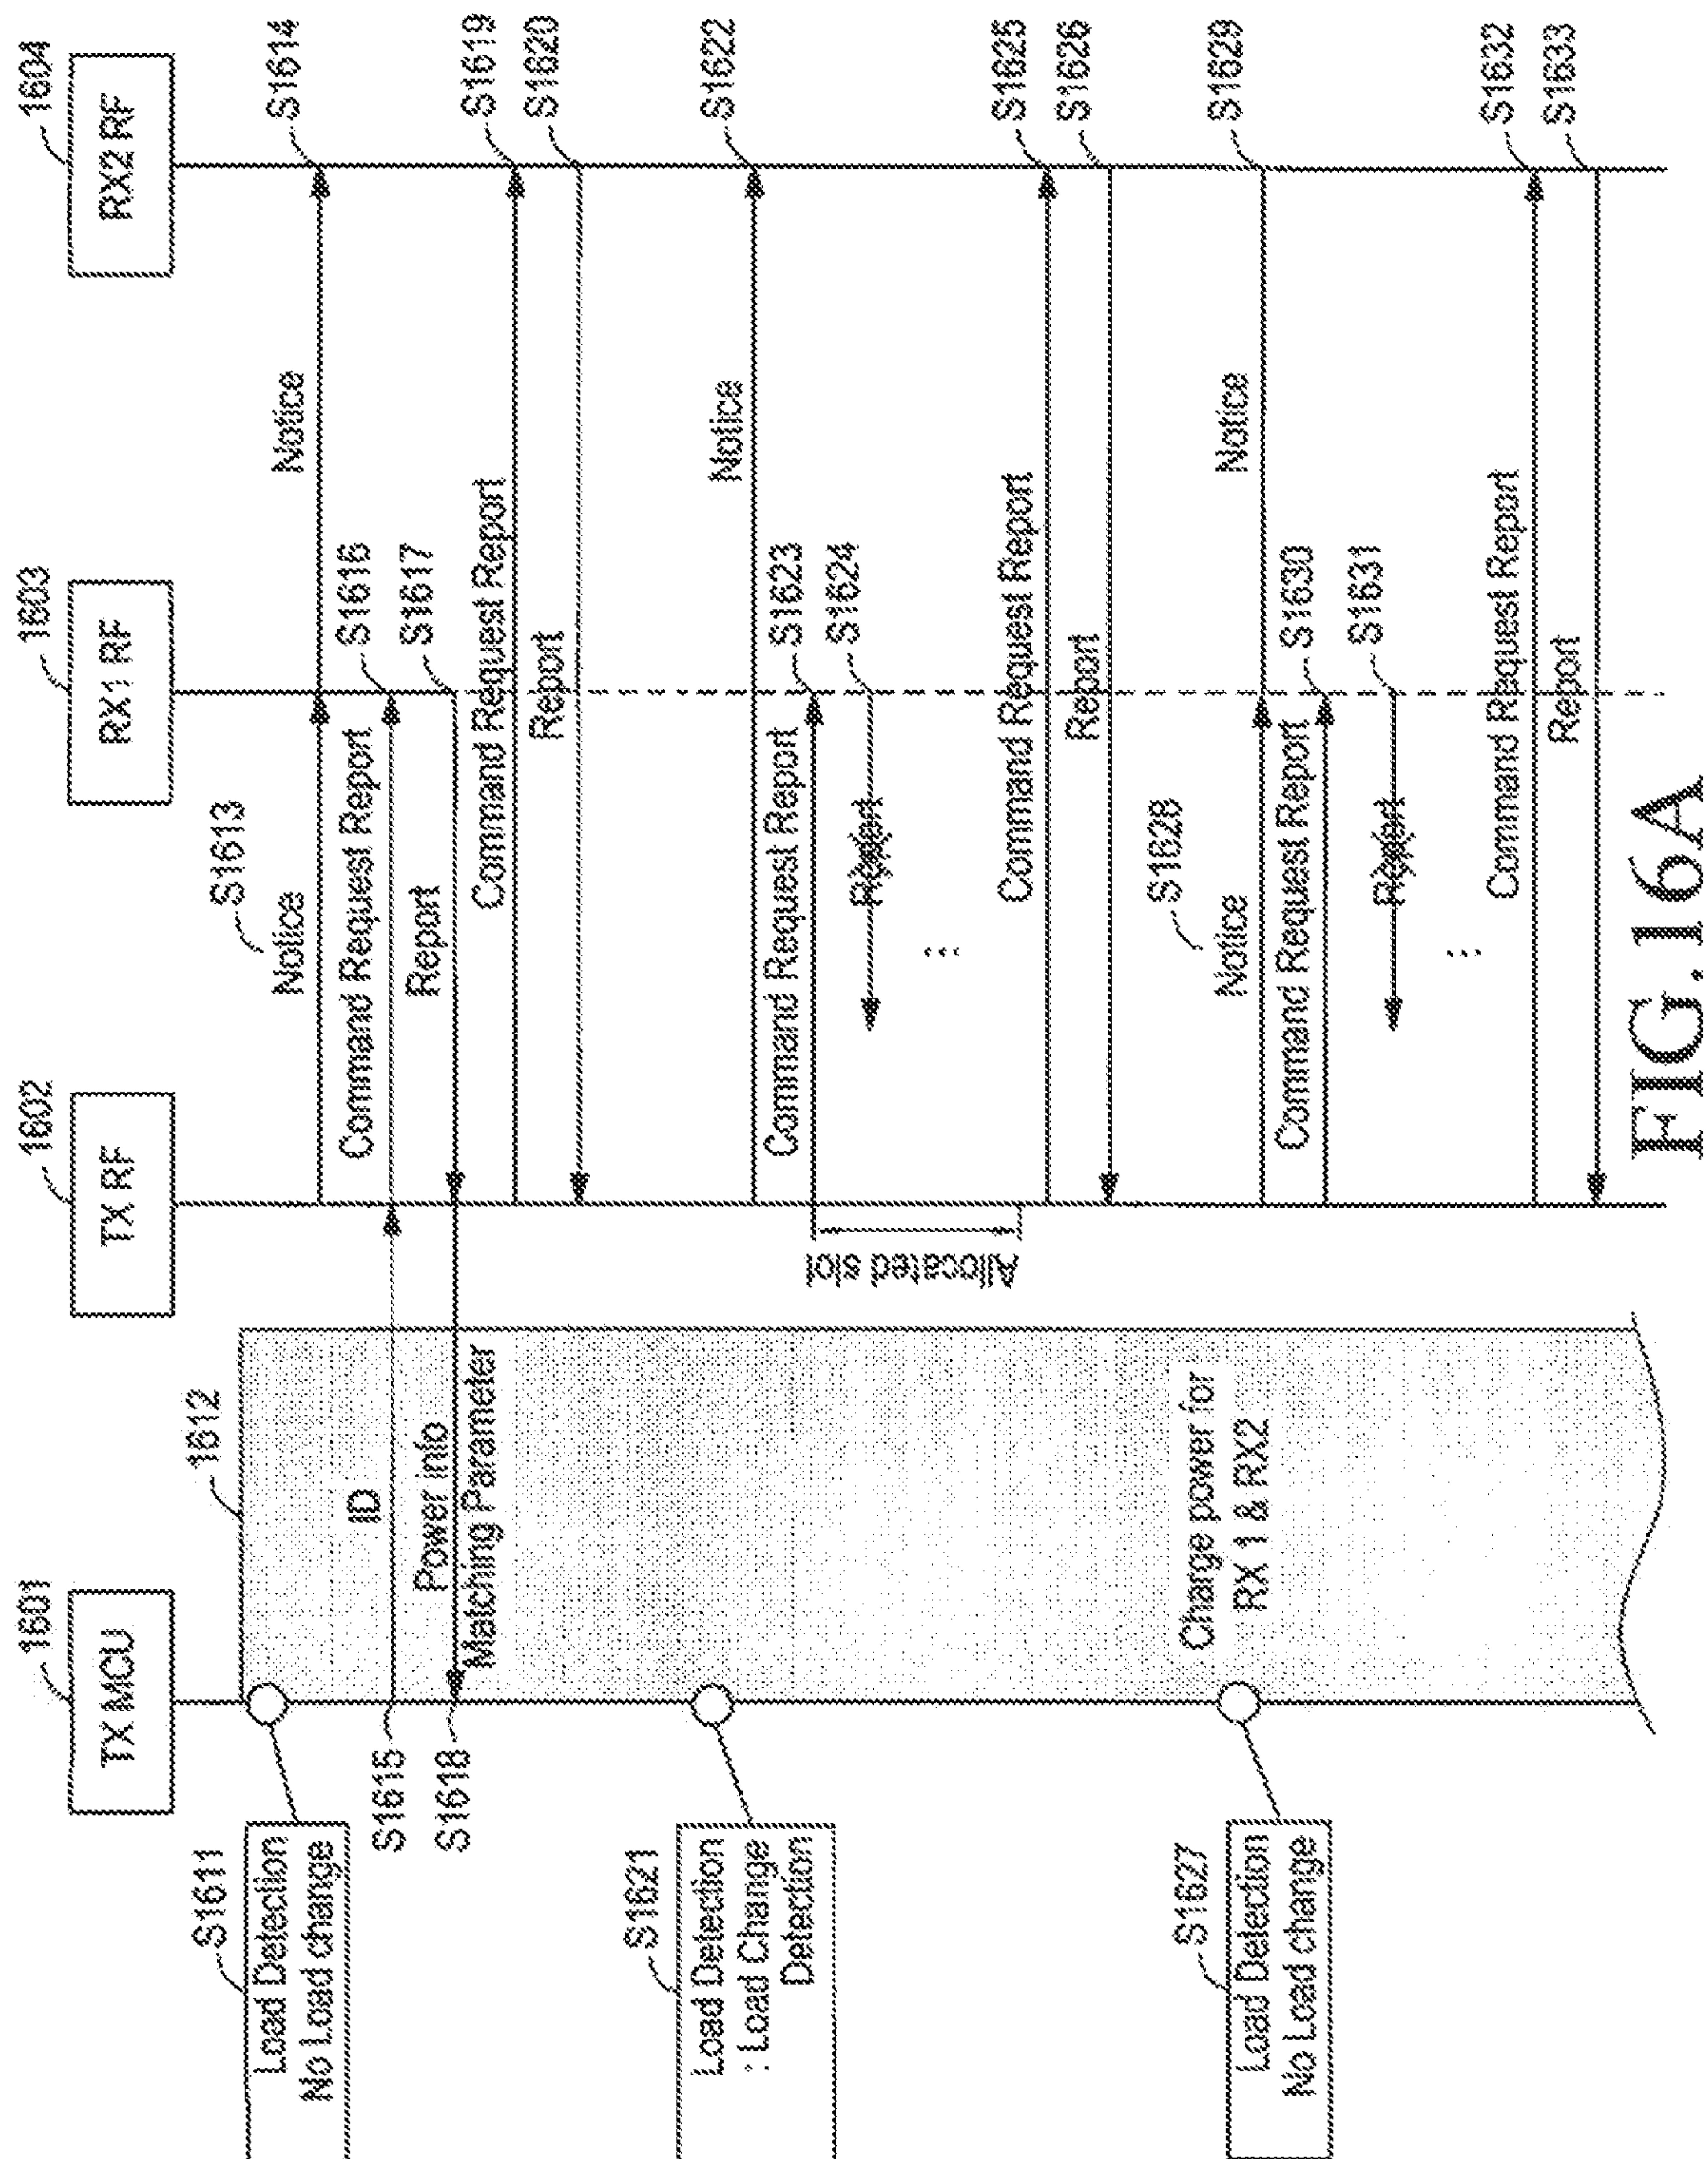 1601
TX MCU
1602
TX RF
1603
RX1 RF
1604
RX2 RF
S1611
Load Detection
No Load change
1612
S1613
Notice
Notice
S1614
S1615
ID
Command Request Report
S1616
S1618
Power info
Matching Parameter
Report
S1617
Command Request Report
S1619
Report
S1620
S1621
Load Detection
: Load Change
Detection
Notice
S1622
Command Request Report
S1623
Allocated slot
Report
S1624
⋮
Command Request Report
S1625
Report
S1626
S1627
Load Detection
No Load change
Charge power for
RX 1 & RX2
S1628
Notice
Notice
S1629
Command Request Report
S1630
Report
S1631
⋮
Command Request Report
S1632
Report
S1633
FIG.16A